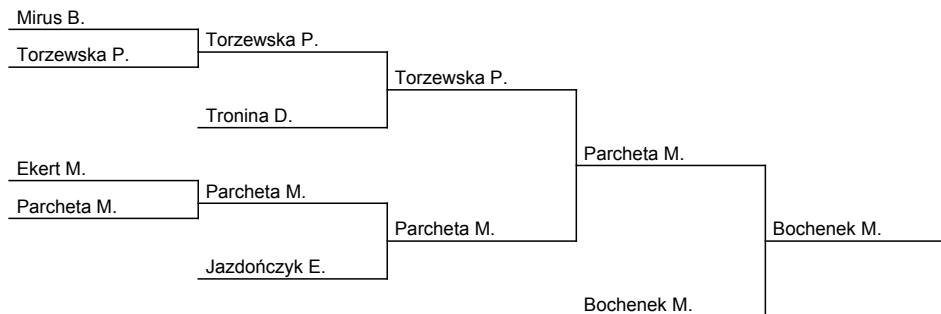 Mirus B.
Torzewska P.
Torzewska P.
Torzewska P.
Tronina D.
Parcheta M.
Ekert M.
Parcheta M.
Parcheta M.
Parcheta M.
Bochenek M.
Jazdończyk E.
Bochenek M.